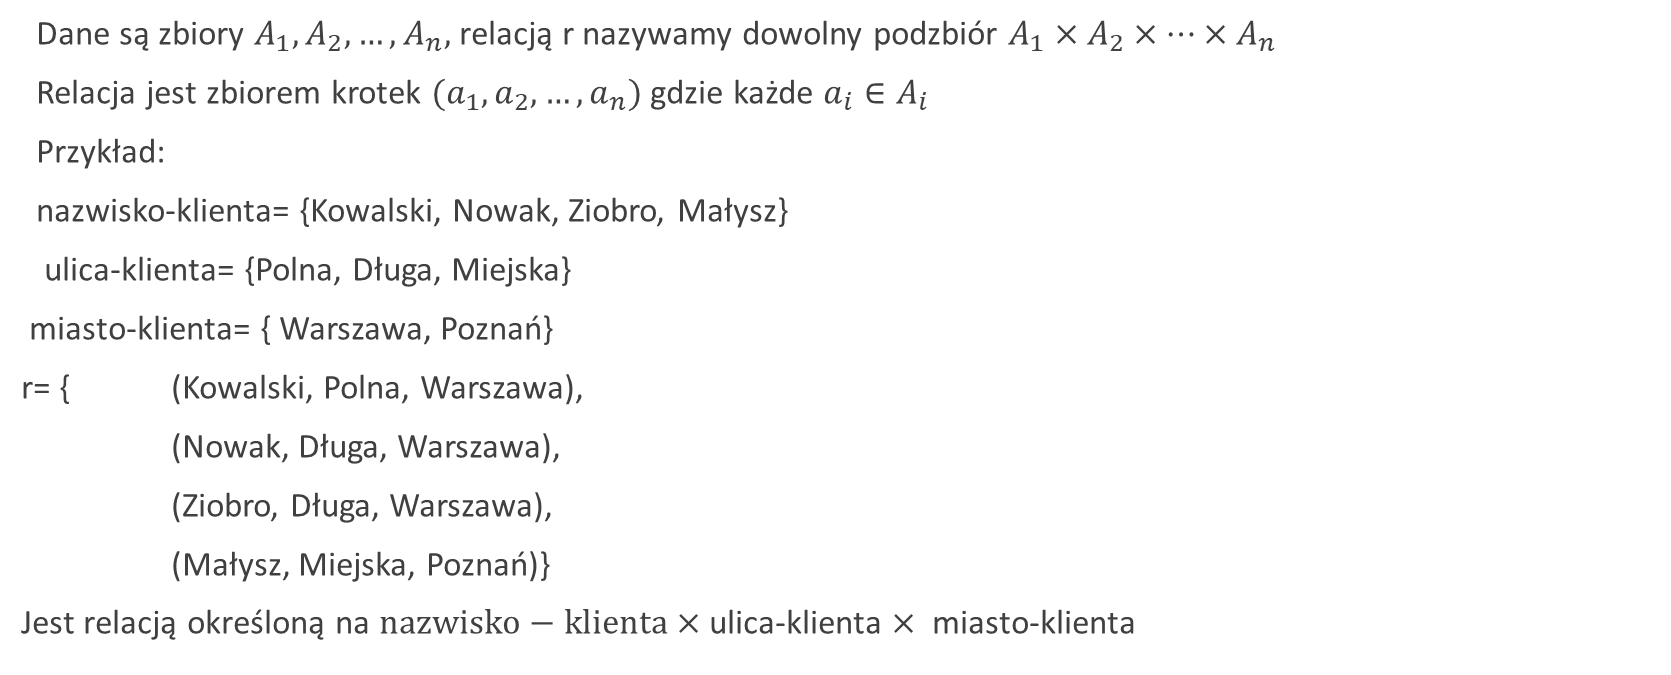 Dane są zbiory A₁, A₂, …, Aₙ, relacją r nazywamy dowolny podzbiór A₁ × A₂ × ⋯ × Aₙ
Relacja jest zbiorem krotek (a₁, a₂, …, aₙ) gdzie każde aᵢ ∈ Aᵢ
Przykład:
nazwisko-klienta= {Kowalski, Nowak, Ziobro, Małysz}
ulica-klienta= {Polna, Długa, Miejska}
miasto-klienta= { Warszawa, Poznań}
r= { (Kowalski, Polna, Warszawa),
(Nowak, Długa, Warszawa),
(Ziobro, Długa, Warszawa),
(Małysz, Miejska, Poznań)}
Jest relacją określoną na nazwisko − klienta × ulica-klienta × miasto-klienta